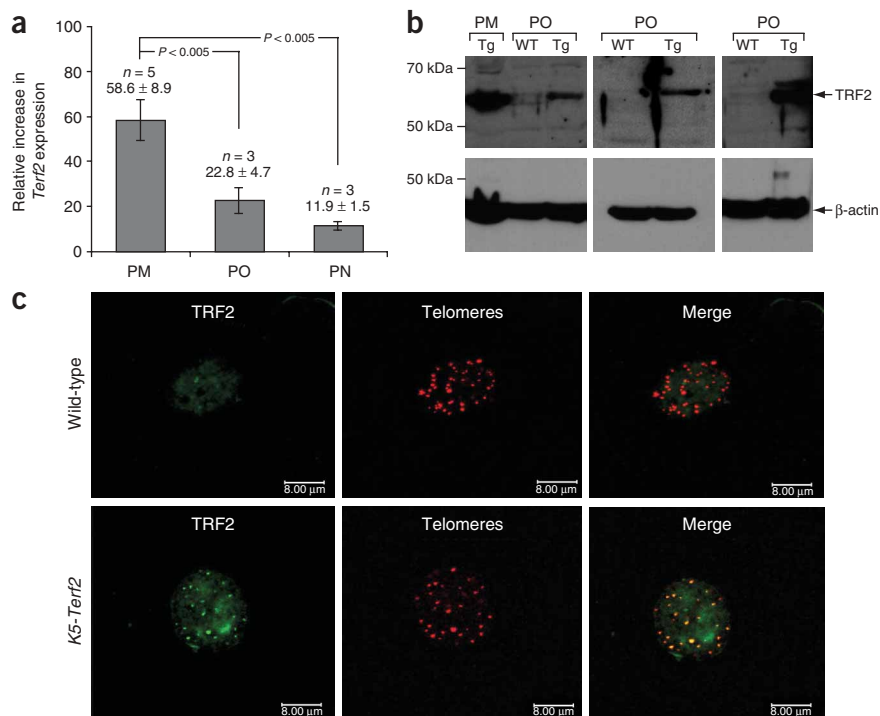 a
Relative increase in
Terf2 expression
100
80
60
40
20
0
n = 5
58.6 ± 8.9
P < 0.005
P < 0.005
n = 3
22.8 ± 4.7
n = 3
11.9 ± 1.5
PM
PO
PN
b
PM
PO
PO
PO
Tg
WT
Tg
WT
Tg
WT
Tg
70 kDa
50 kDa
TRF2
50 kDa
β-actin
c
Wild-type
TRF2
Telomeres
Merge
8.00 μm
8.00 μm
8.00 μm
K5-Terf2
TRF2
Telomeres
Merge
8.00 μm
8.00 μm
8.00 μm